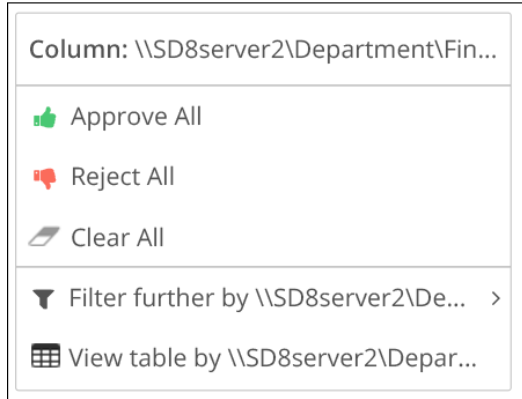 Column: \\SD8server2\Department\Fin...
Approve All
Reject All
Clear All
Filter further by \\SD8server2\De...
View table by \\SD8server2\Depar...